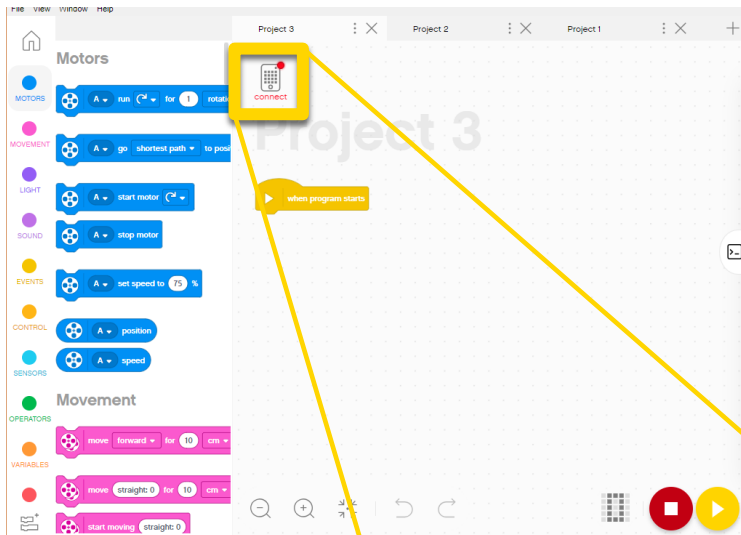 File View Window Help
Project 3 Project 2 Project 1
Motors
MOTORS
A run for 1
connect
Project 3
MOVEMENT
A go shortest path to
LIGHT
A start motor
when program starts
SOUND
A stop motor
EVENTS
A set speed to 75 %
CONTROL
A position
SENSORS
A speed
Movement
OPERATORS
move forward for 10 cm
VARIABLES
move straight: 0 for 10 cm
start moving straight: 0